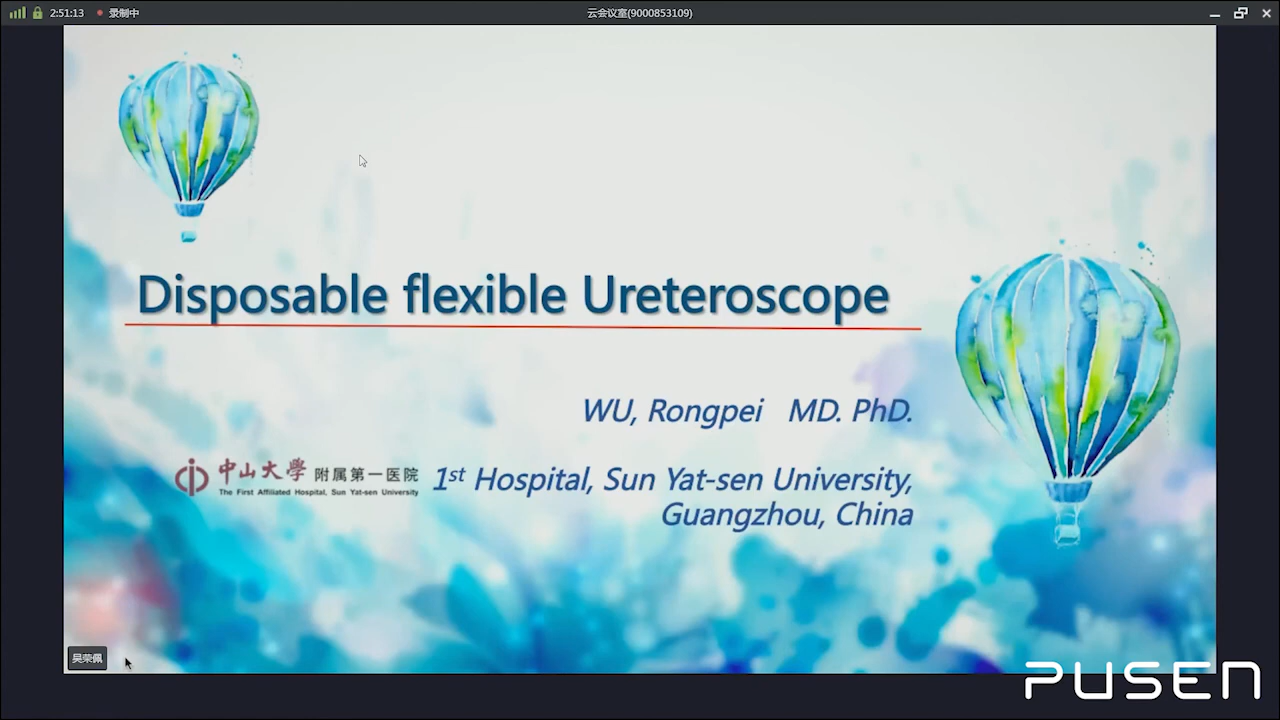 2:51:13 录制中
云会议室(9000853109)
Disposable flexible Ureteroscope
WU, Rongpei MD. PhD.
中山大学 附属第一医院
The First Affiliated Hospital, Sun Yat-sen University
1st Hospital, Sun Yat-sen University,
Guangzhou, China
吴荣佩
PUSEN